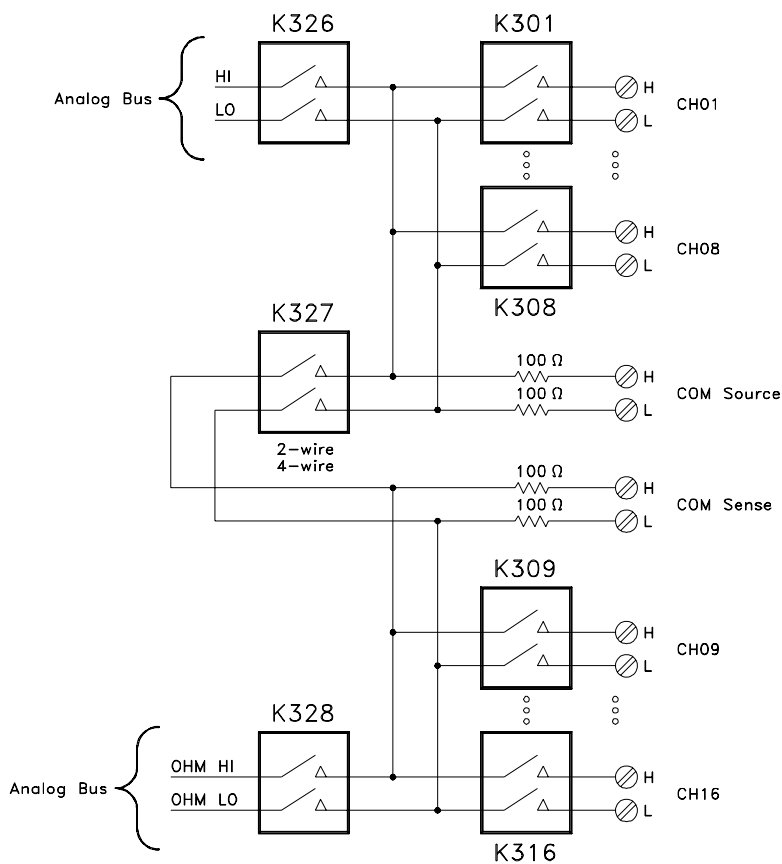 K326
K301
HI
H
Analog Bus
CH01
LO
L
H
CH08
L
K308
K327
100 Ω
H
100 Ω
COM Source
L
2-wire
4-wire
100 Ω
H
100 Ω
COM Sense
L
K309
H
CH09
L
K328
OHM HI
H
Analog Bus
CH16
OHM LO
L
K316